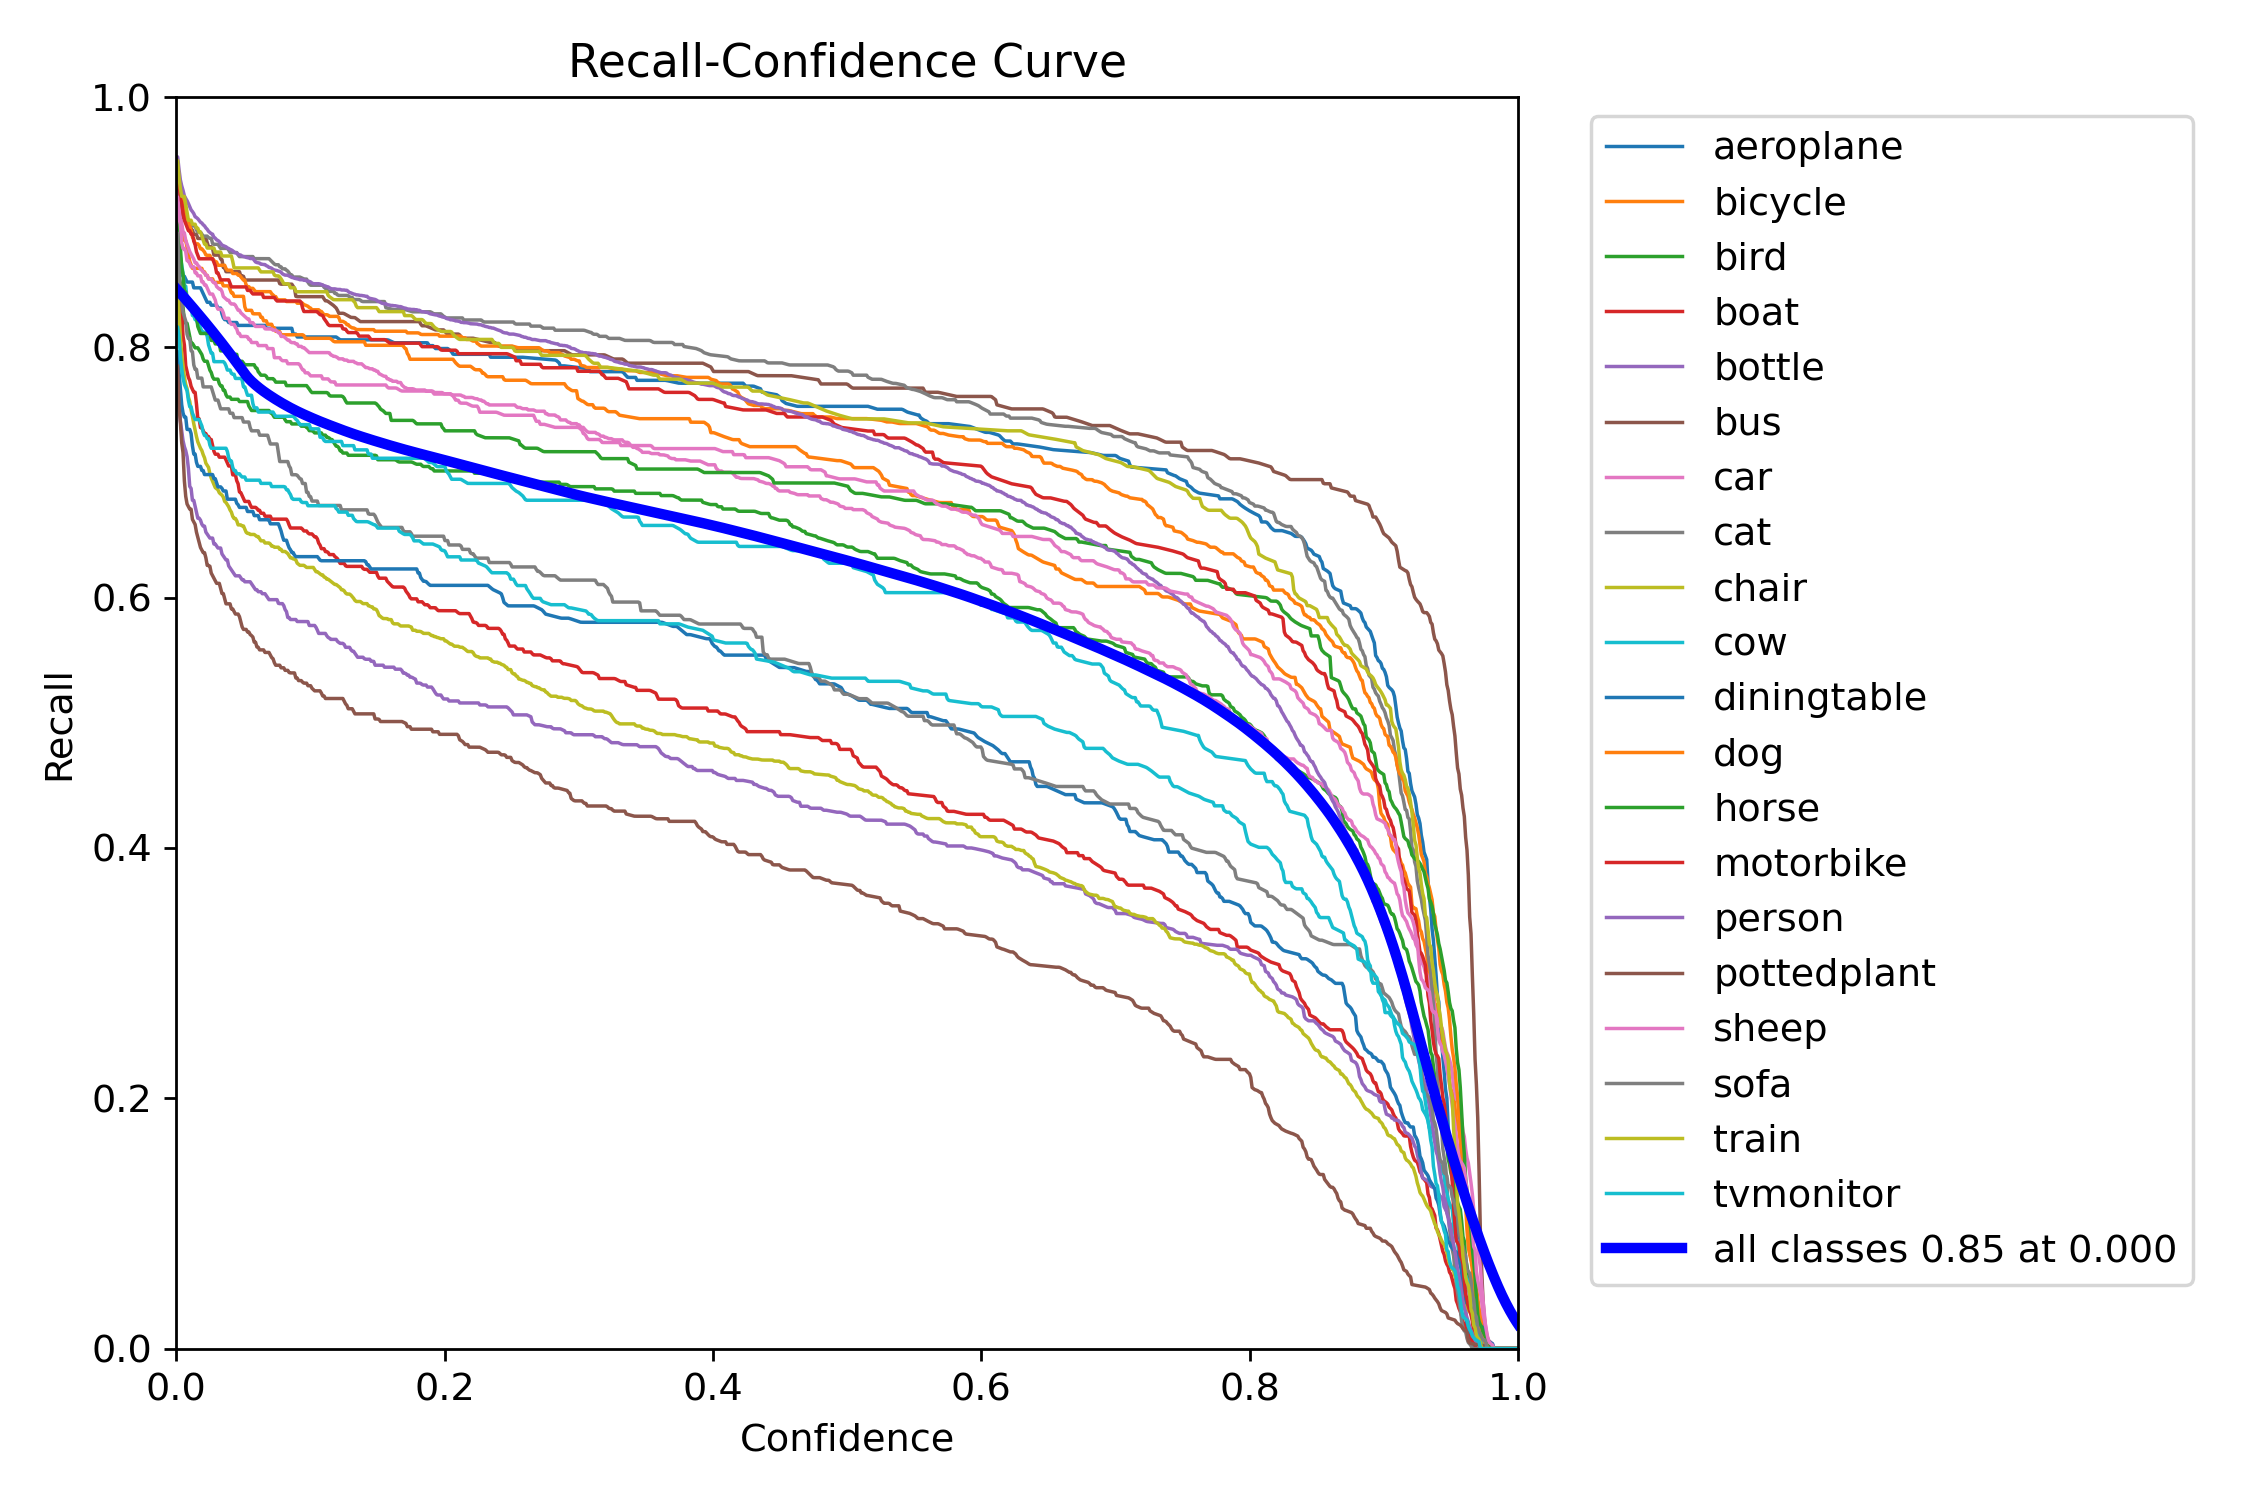 Recall-Confidence Curve
1.0
0.8
0.6
0.4
0.2
0.0
Recall
0.0 0.2 0.4 0.6 0.8 1.0
Confidence
aeroplane
bicycle
bird
boat
bottle
bus
car
cat
chair
cow
diningtable
dog
horse
motorbike
person
pottedplant
sheep
sofa
train
tvmonitor
all classes 0.85 at 0.000